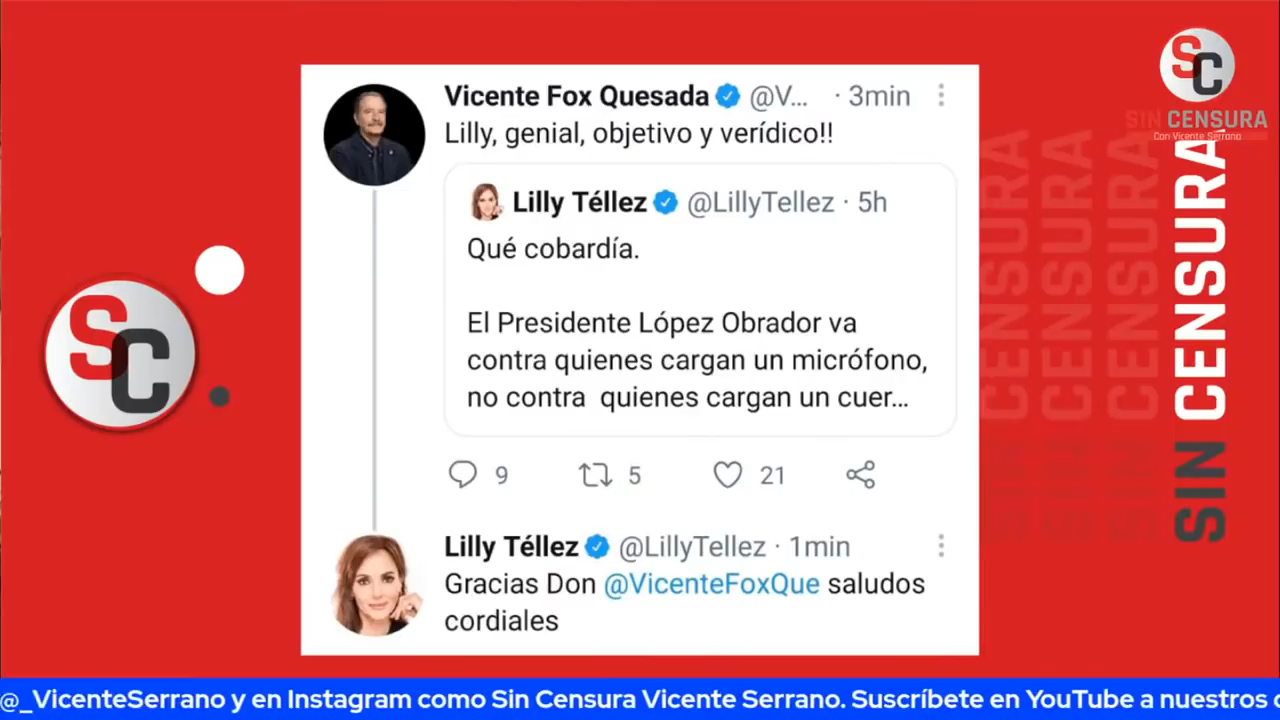 Vicente Fox Quesada @V... · 3min
Lilly, genial, objetivo y verídico!!
Lilly Téllez @LillyTellez · 5h
Qué cobardía.
El Presidente López Obrador va
contra quienes cargan un micrófono,
no contra quienes cargan un cuer...
9 5 21
Lilly Téllez @LillyTellez · 1min
Gracias Don @VicenteFoxQue saludos
cordiales
SC
SC
SIN CENSURA
Con Vicente Serrano
SIN CENSURA
@_VicenteSerrano y en Instagram como Sin Censura Vicente Serrano. Suscríbete en YouTube a nuestros